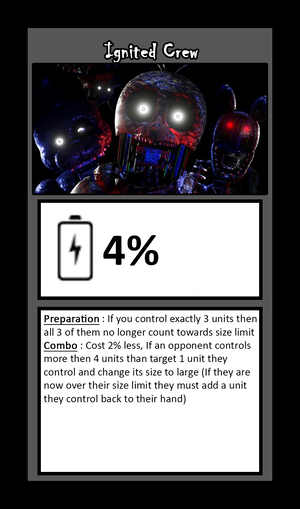 Ignited Crew
4%
Preparation : If you control exactly 3 units then
all 3 of them no longer count towards size limit
Combo : Cost 2% less, If an opponent controls
more then 4 units than target 1 unit they
control and change its size to large (If they are
now over their size limit they must add a unit
they control back to their hand)